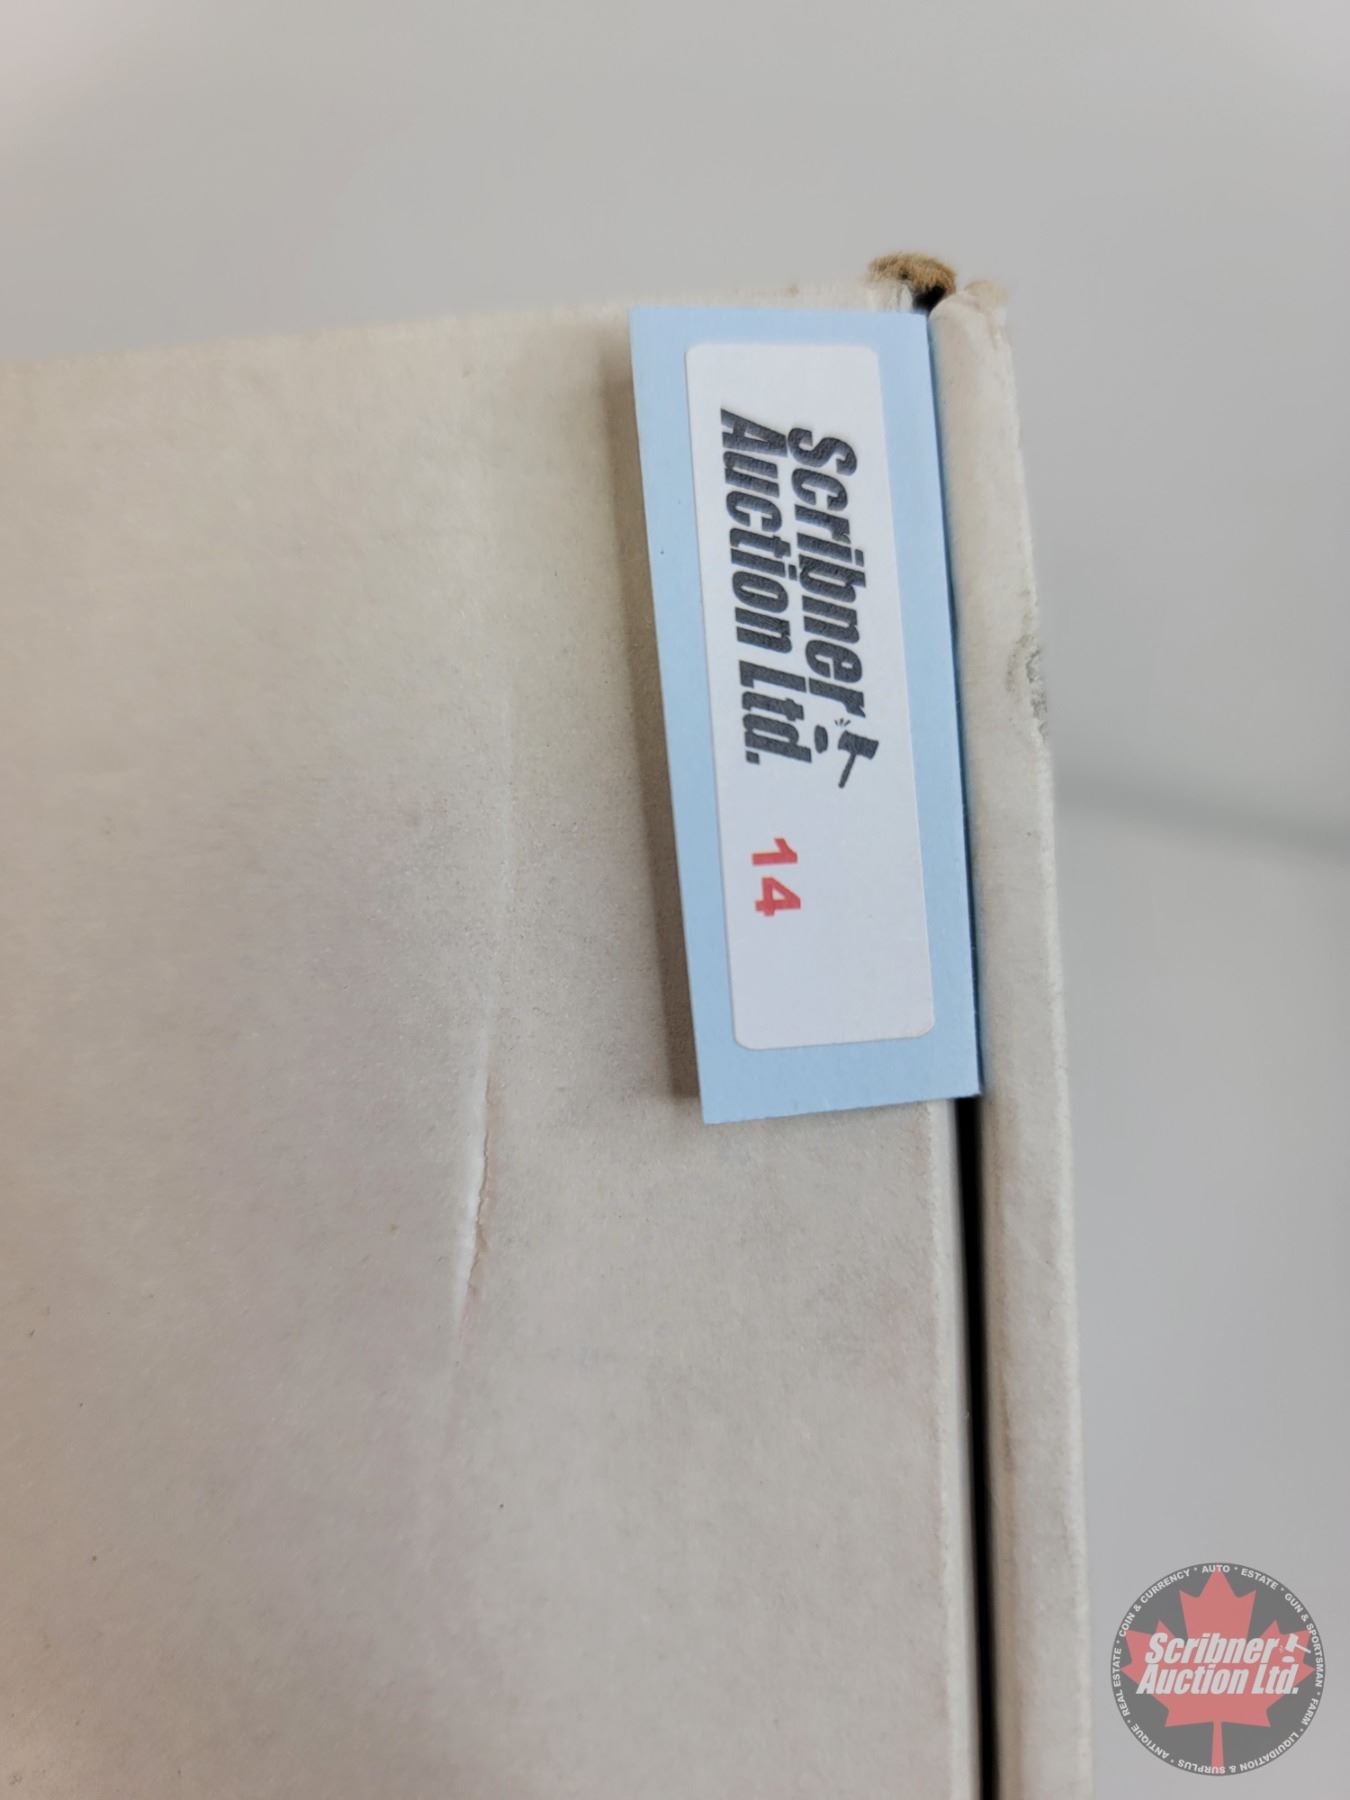 Scribner
Auction Ltd.
14
Scribner
Auction Ltd.
COIN & CURRENCY • AUTO • ESTATE • GUN & SPORTSMAN • FARM • LIQUIDATION & SURPLUS • ANTIQUE • REAL ESTATE •